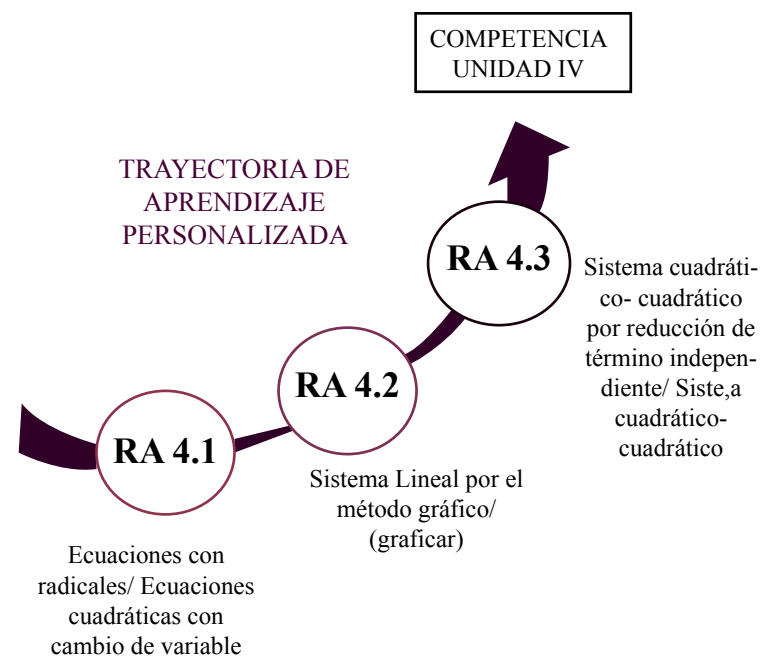 COMPETENCIA
UNIDAD IV
TRAYECTORIA DE
APRENDIZAJE
PERSONALIZADA
RA 4.3
Sistema cuadráti-
co- cuadrático
por reducción de
término indepen-
diente/ Siste,a
cuadrático-
cuadrático
RA 4.2
Sistema Lineal por el
método gráfico/
(graficar)
RA 4.1
Ecuaciones con
radicales/ Ecuaciones
cuadráticas con
cambio de variable